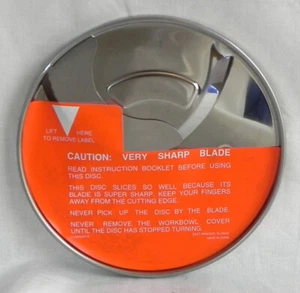 LIFT HERE
TO REMOVE LABEL
CAUTION: VERY SHARP BLADE
READ INSTRUCTION BOOKLET BEFORE USING
THIS DISC.
THIS DISC SLICES SO WELL BECAUSE ITS
BLADE IS SUPER SHARP. KEEP YOUR FINGERS
AWAY FROM THE CUTTING EDGE.
NEVER PICK UP THE DISC BY THE BLADE.
NEVER REMOVE THE WORKBOWL COVER
UNTIL THE DISC HAS STOPPED TURNING.